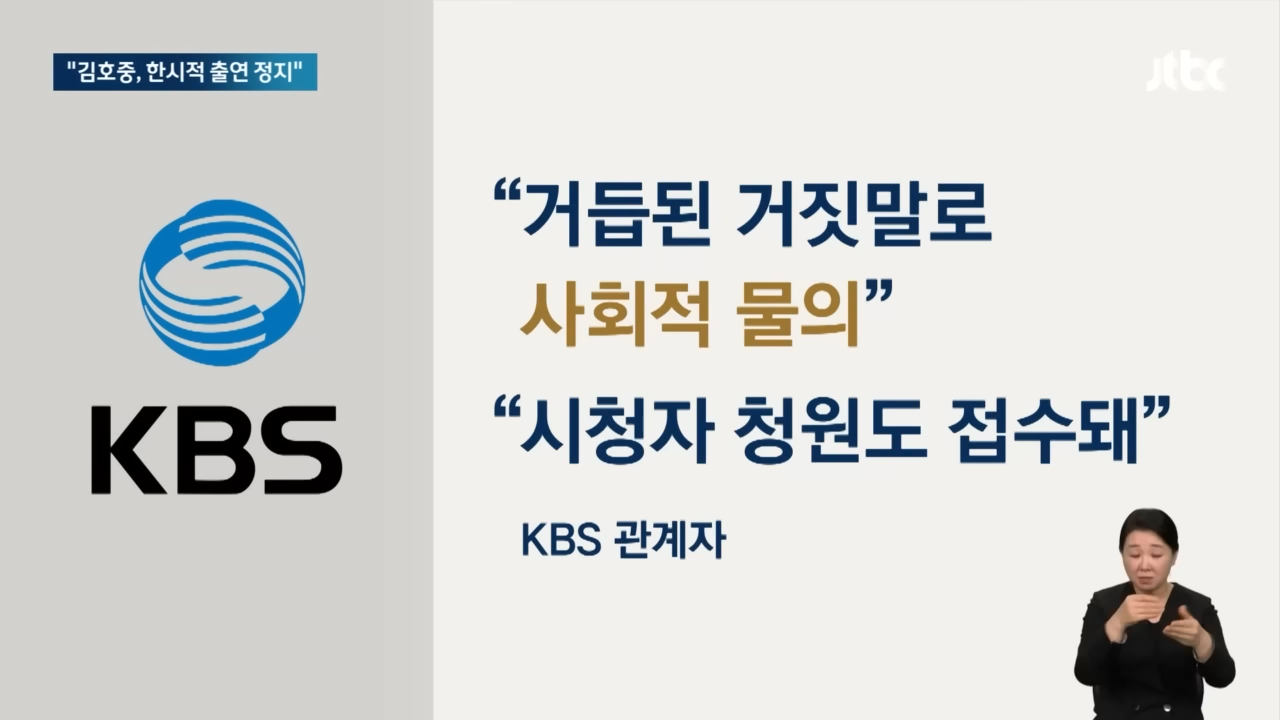 "김호중, 한시적 출연 정지"
jtbc
“거듭된 거짓말로
사회적 물의”
“시청자 청원도 접수돼”
KBS 관계자
KBS